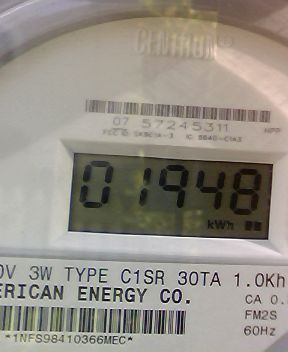 CENTRON®
07 57245311
01948
kWh
0V 3W TYPE C1SR 30TA 1.0Kh
ERICAN ENERGY CO. CA 0.
FM2S
60Hz
*1NFS98410366MEC*